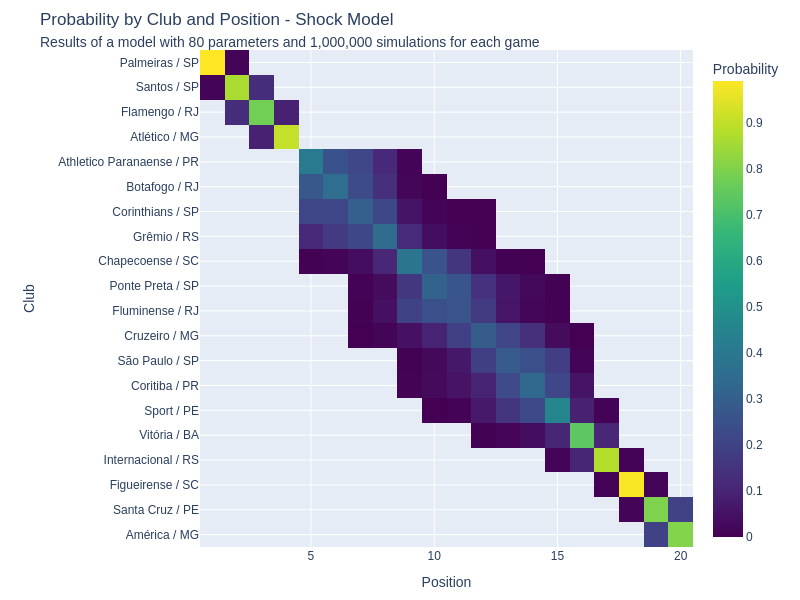 Probability by Club and Position - Shock Model
Results of a model with 80 parameters and 1,000,000 simulations for each game
Probability
Palmeiras / SP
Santos / SP
Flamengo / RJ
Atlético / MG
Athletico Paranaense / PR
Botafogo / RJ
Corinthians / SP
Grêmio / RS
Chapecoense / SC
Ponte Preta / SP
Fluminense / RJ
Cruzeiro / MG
São Paulo / SP
Coritiba / PR
Sport / PE
Vitória / BA
Internacional / RS
Figueirense / SC
Santa Cruz / PE
América / MG
Club
5 10 15 20
Position
0.9
0.8
0.7
0.6
0.5
0.4
0.3
0.2
0.1
0